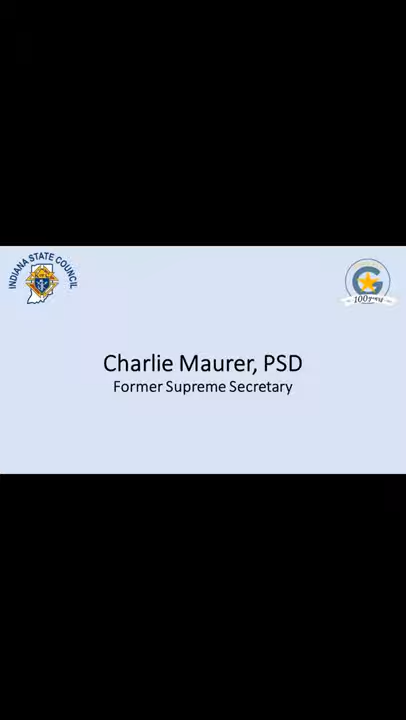 INDIANA STATE COUNCIL
G
100 years
Charlie Maurer, PSD
Former Supreme Secretary